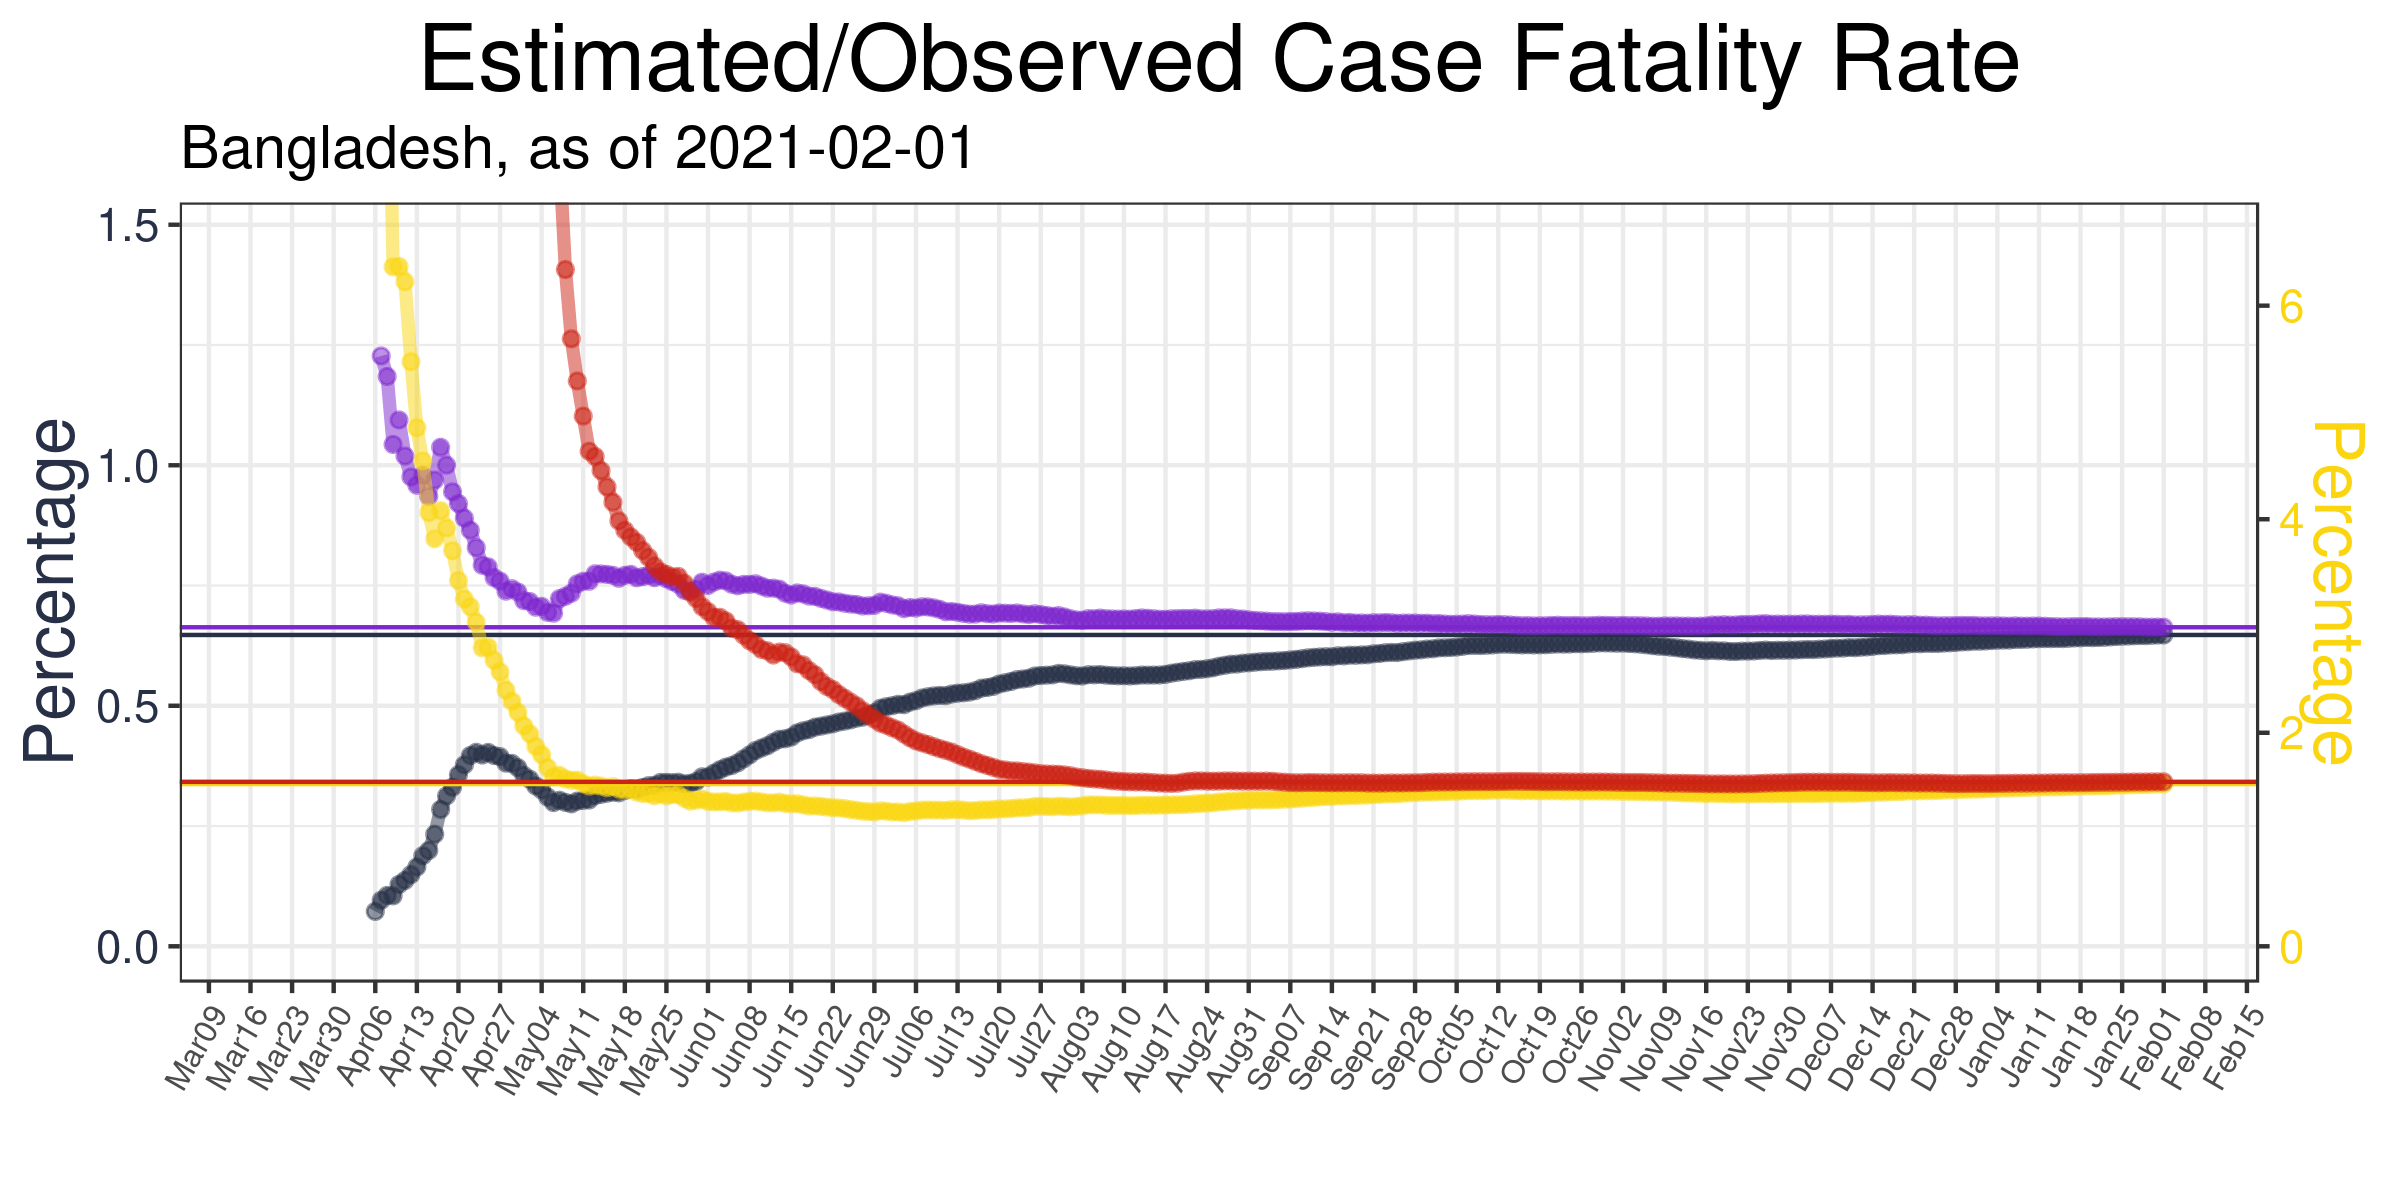 Estimated/Observed Case Fatality Rate
Bangladesh, as of 2021-02-01
Percentage
1.5
1.0
0.5
0.0
6
4
2
0
Percentage
Mar09
Mar16
Mar23
Mar30
Apr06
Apr13
Apr20
Apr27
May04
May11
May18
May25
Jun01
Jun08
Jun15
Jun22
Jun29
Jul06
Jul13
Jul20
Jul27
Aug03
Aug10
Aug17
Aug24
Aug31
Sep07
Sep14
Sep21
Sep28
Oct05
Oct12
Oct19
Oct26
Nov02
Nov09
Nov16
Nov23
Nov30
Dec07
Dec14
Dec21
Dec28
Jan04
Jan11
Jan18
Jan25
Feb01
Feb08
Feb15